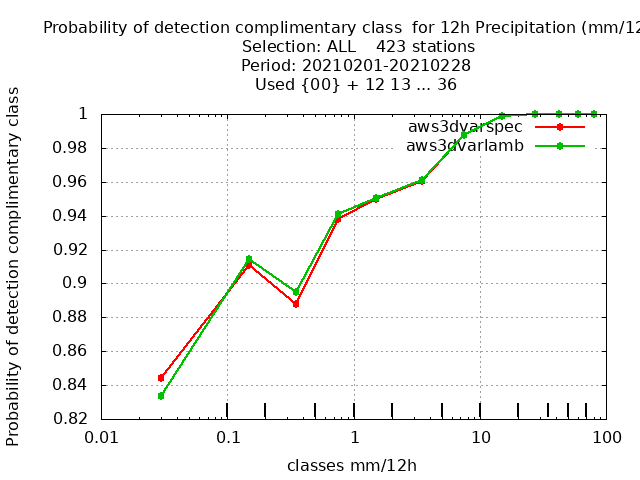 Probability of detection complimentary class  for 12h Precipitation (mm/12
Selection: ALL    423 stations
Period: 20210201-20210228
Used {00} + 12 13 ... 36
Probability of detection complimentary class
1
0.98
0.96
0.94
0.92
0.9
0.88
0.86
0.84
0.82
aws3dvarspec
aws3dvarlamb
0.01 0.1 1 10 100
classes mm/12h